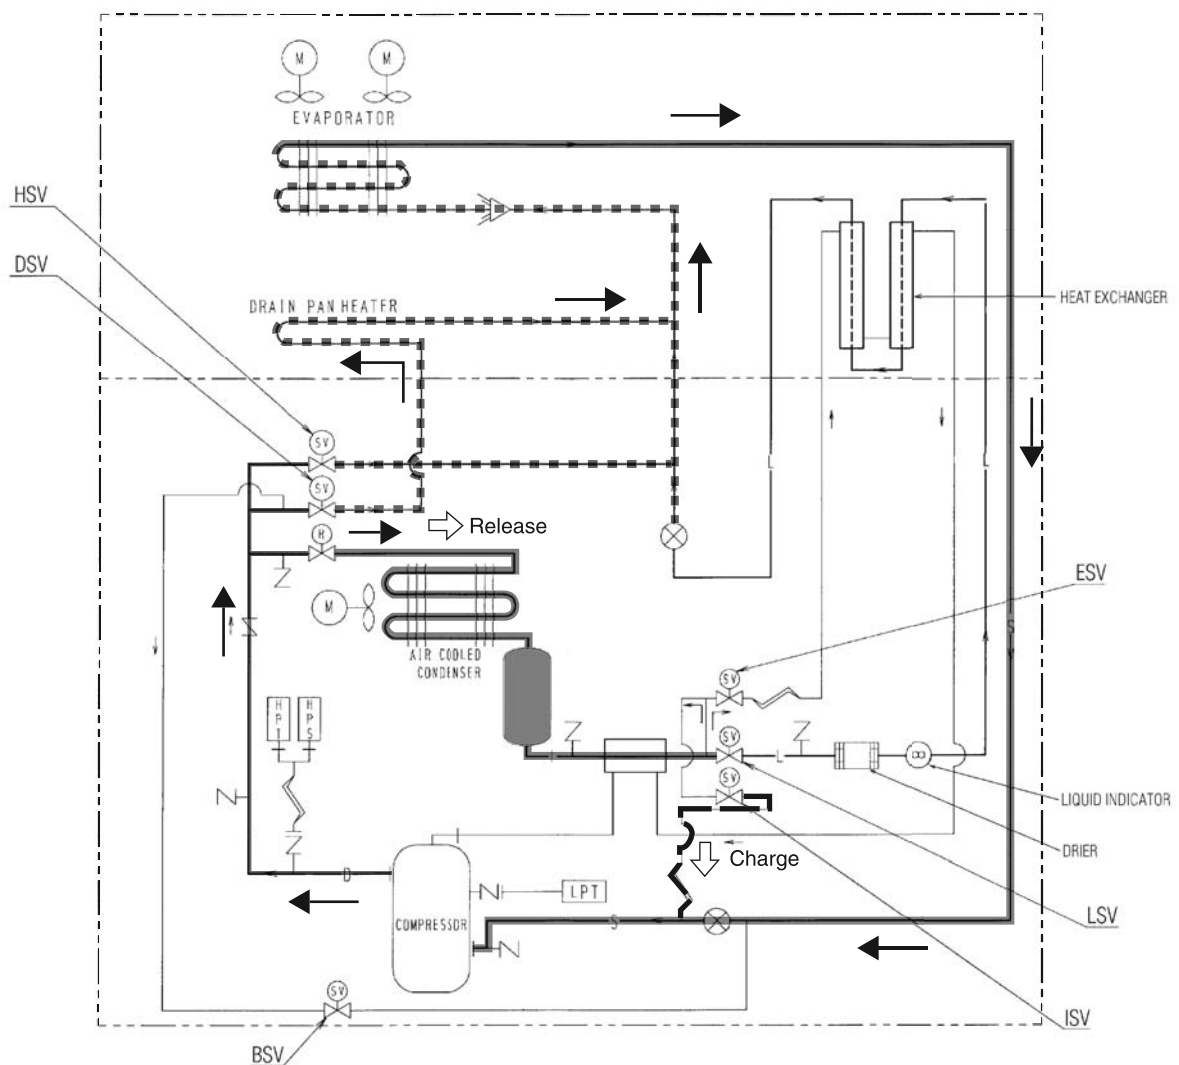 M
M
EVAPORATOR
HSV
DSV
DRAIN PAN HEATER
HEAT EXCHANGER
SV
SV
L
L
Release
H
ESV
M
AIR COOLED
CONDENSER
S
SV
HPT
HPS
SV
L
SV
LIQUID INDICATOR
Charge
DRIER
D
LPT
COMPRESSOR
S
LSV
SV
ISV
BSV